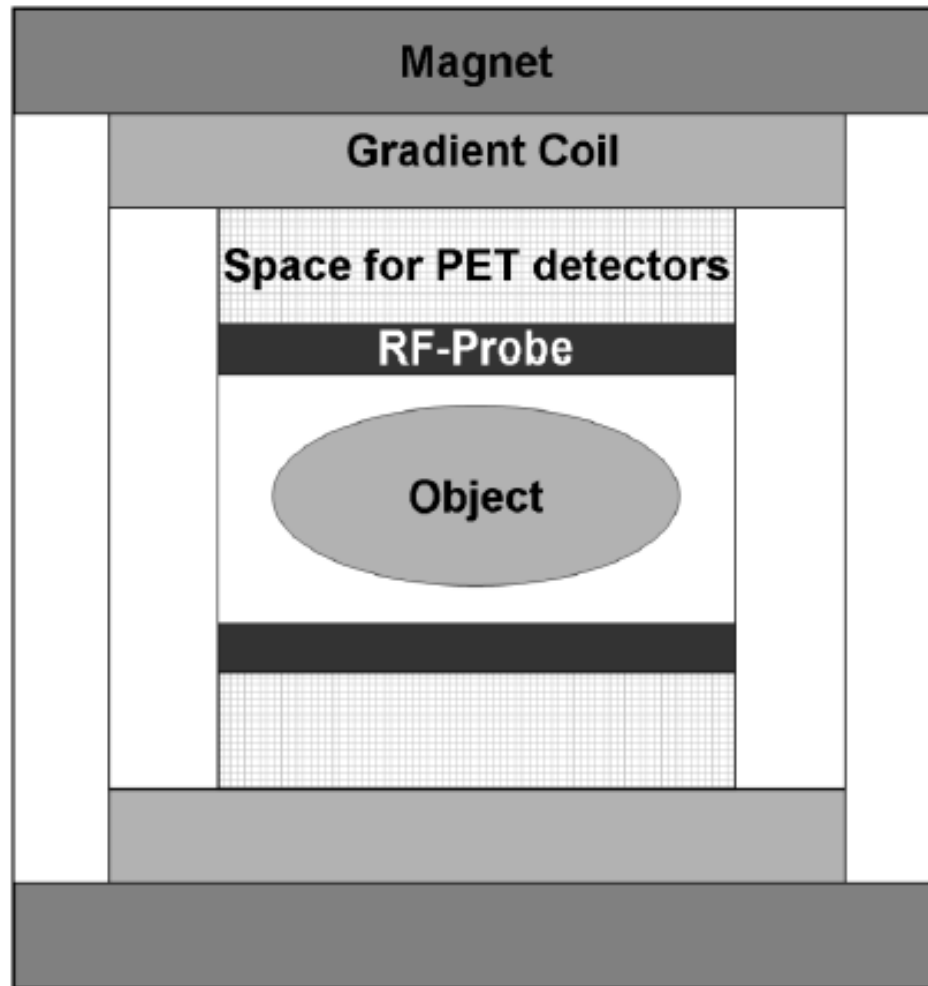 Magnet
Gradient Coil
Space for PET detectors
RF-Probe
Object